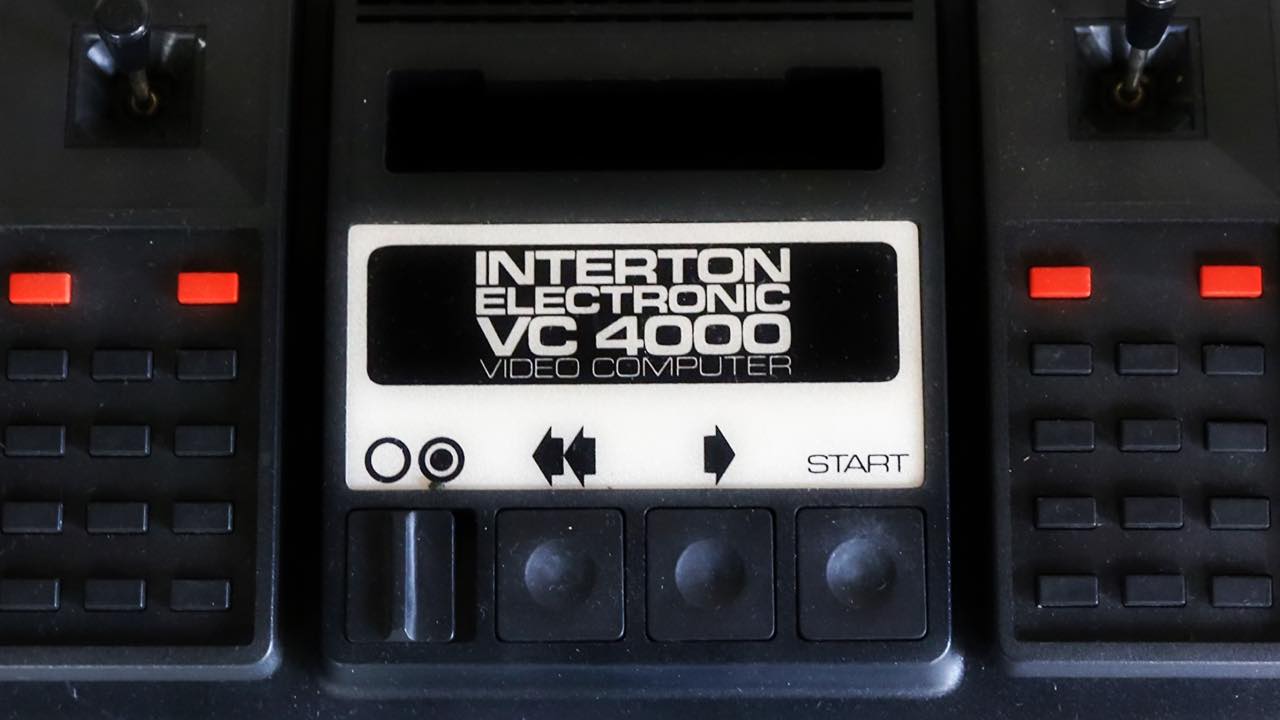 INTERTON
ELECTRONIC
VC 4000
VIDEO COMPUTER
START